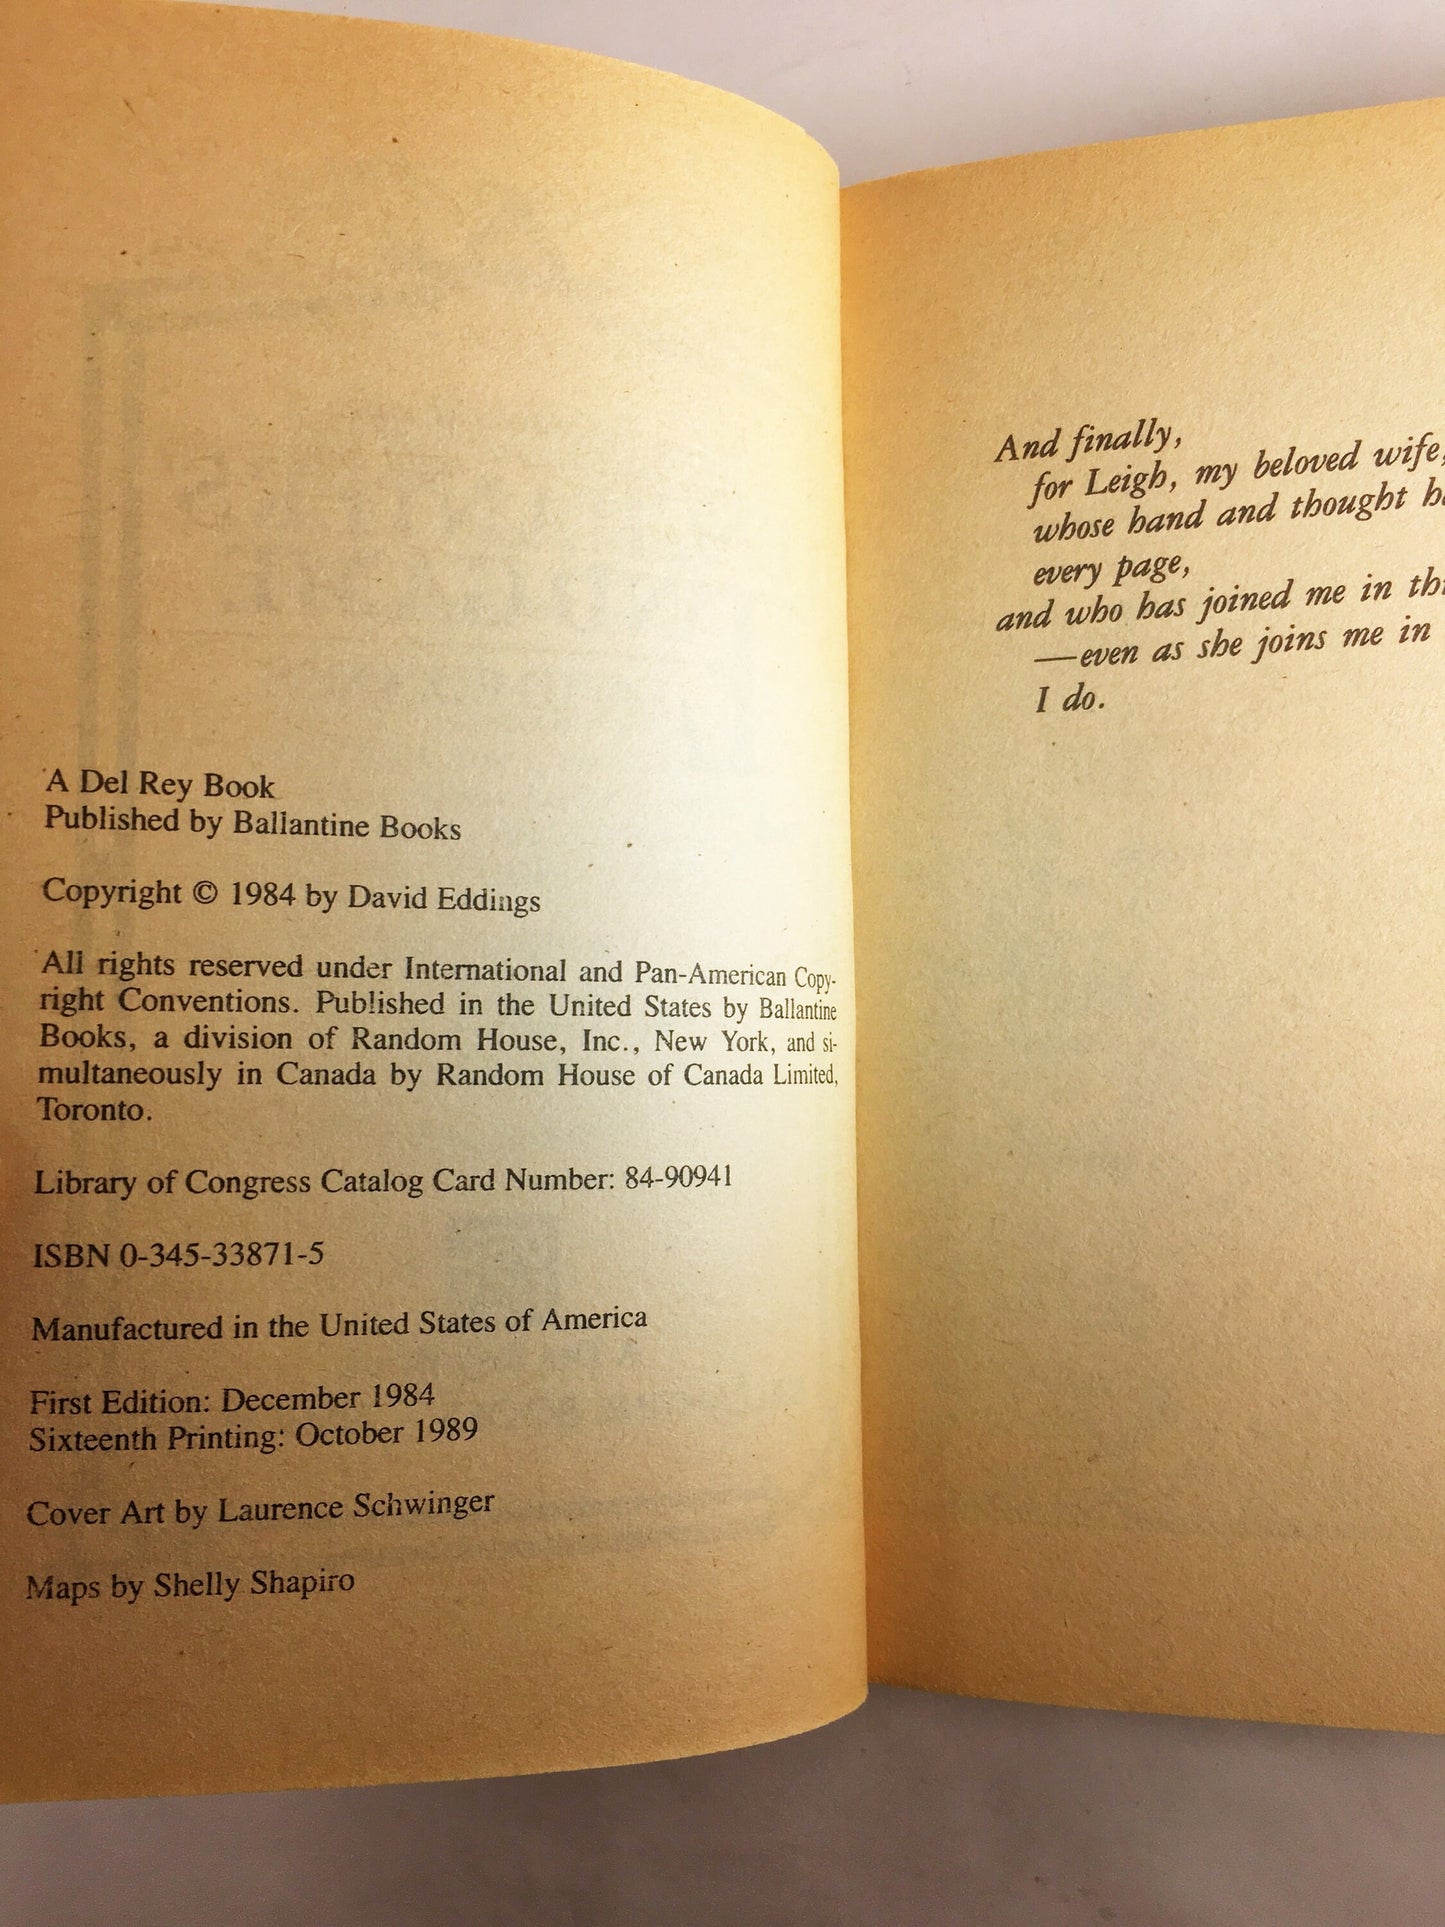 A Del Rey Book
Published by Ballantine Books
Copyright © 1984 by David Eddings
All rights reserved under International and Pan-American Copy-
right Conventions. Published in the United States by Ballantine
Books, a division of Random House, Inc., New York, and si-
multaneously in Canada by Random House of Canada Limited,
Toronto.
Library of Congress Catalog Card Number: 84-90941
ISBN 0-345-33871-5
Manufactured in the United States of America
First Edition: December 1984
Sixteenth Printing: October 1989
Cover Art by Laurence Schwinger
Maps by Shelly Shapiro
And finally,
for Leigh, my beloved wife,
whose hand and thought
every page,
and who has joined me in
—even as she joins me in
I do.